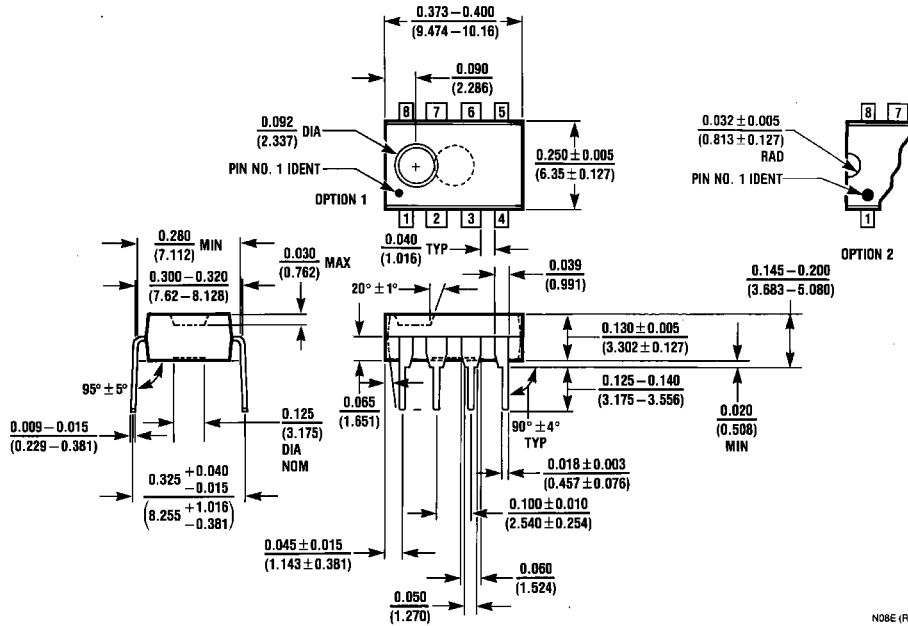 0.373–0.400
(9.474–10.16)
0.090
(2.286)
8 7 6 5
0.092 DIA
(2.337)
PIN NO. 1 IDENT
OPTION 1
0.250 ± 0.005
(6.35 ± 0.127)
1 2 3 4
8 7
0.032 ± 0.005
(0.813 ± 0.127)
RAD
PIN NO. 1 IDENT
1
OPTION 2
0.280 MIN
(7.112)
0.030 MAX
(0.762)
0.300–0.320
(7.62–8.128)
0.040 TYP
(1.016)
0.039
(0.991)
0.145–0.200
(3.683–5.080)
20° ±1°
0.130 ± 0.005
(3.302 ± 0.127)
95° ±5°
0.065
(1.651)
0.125–0.140
(3.175–3.556)
0.020
(0.508)
MIN
90° ±4°
TYP
0.009–0.015
(0.229–0.381)
0.125
(3.175)
DIA
NOM
0.018 ± 0.003
(0.457 ± 0.076)
0.325 +0.040
−0.015
(8.255 +1.016
−0.381)
0.100 ± 0.010
(2.540 ± 0.254)
0.045 ± 0.015
(1.143 ± 0.381)
0.060
(1.524)
0.050
(1.270)
N08E (R